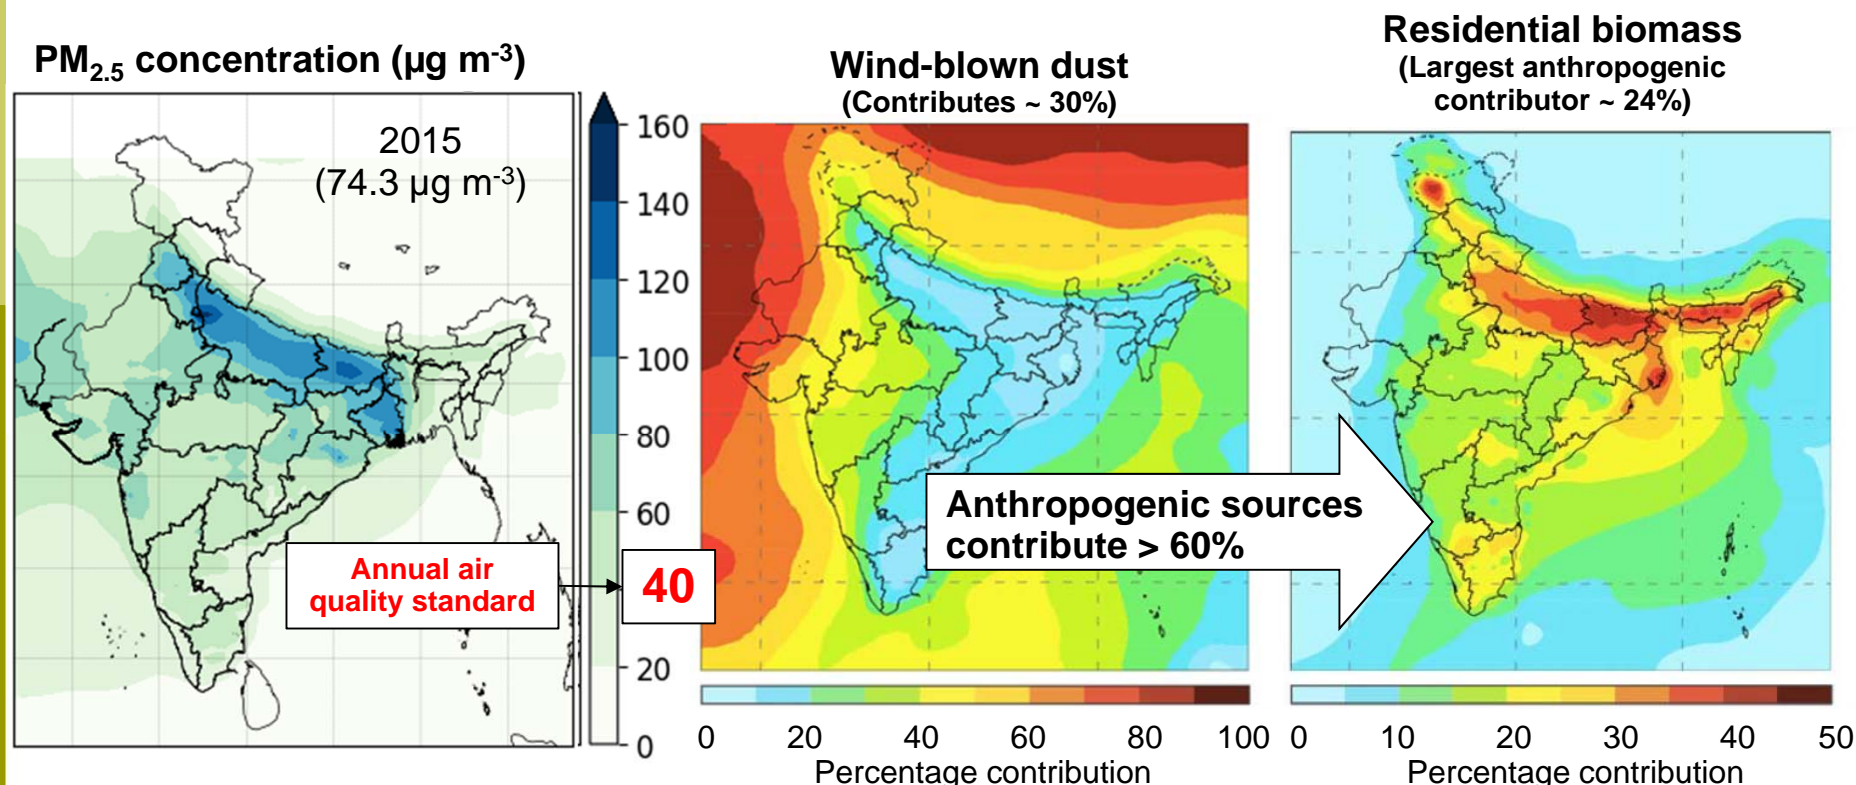 PM2.5 concentration (µg m-3)
2015
(74.3 µg m-3)
160
140
120
100
80
60
40
20
0
Annual air
quality standard
Wind-blown dust
(Contributes ~ 30%)
Anthropogenic sources
contribute > 60%
0 20 40 60 80 100
Percentage contribution
Residential biomass
(Largest anthropogenic
contributor ~ 24%)
0 10 20 30 40 50
Percentage contribution